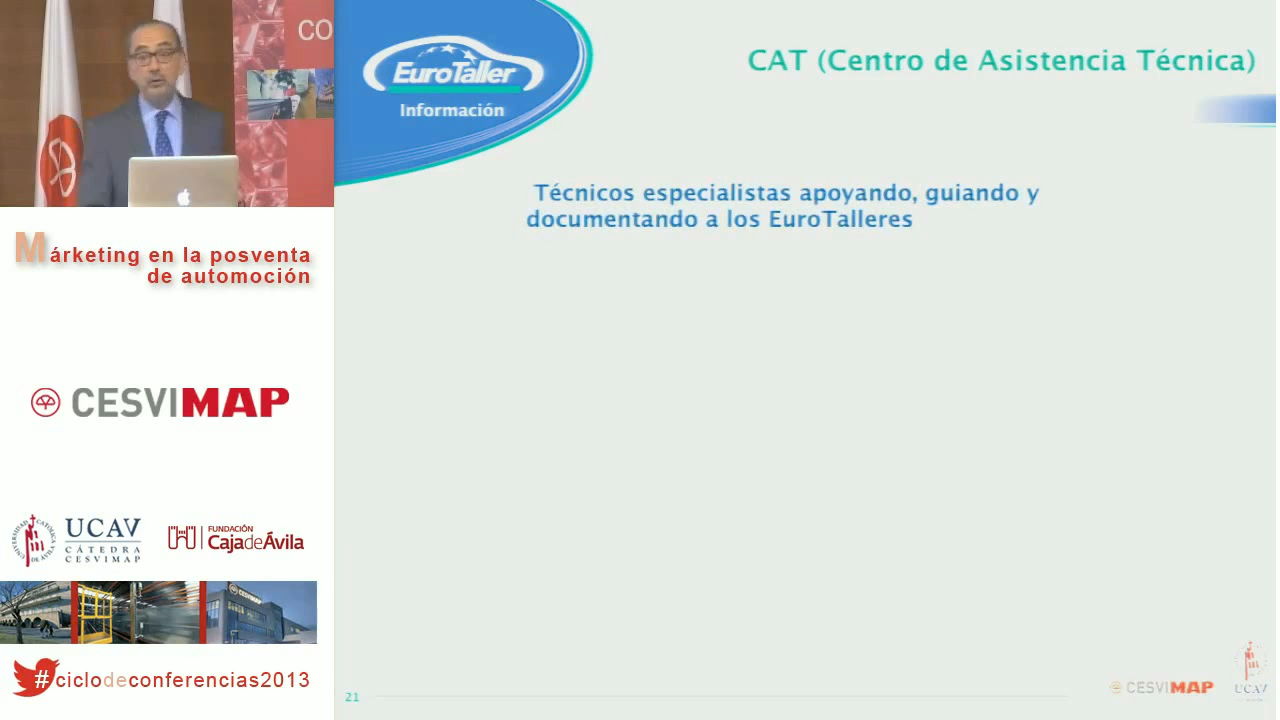 CO
EuroTaller
Información
CAT (Centro de Asistencia Técnica)
Técnicos especialistas apoyando, guiando y
documentando a los EuroTalleres
Márketing en la posventa
de automoción
CESVIMAP
UCAV
CÁTEDRA
CESVIMAP
FUNDACIÓN
CajadeÁvila
CESVIMAP
#ciclodeconferencias2013
21
CESVIMAP
UCAV